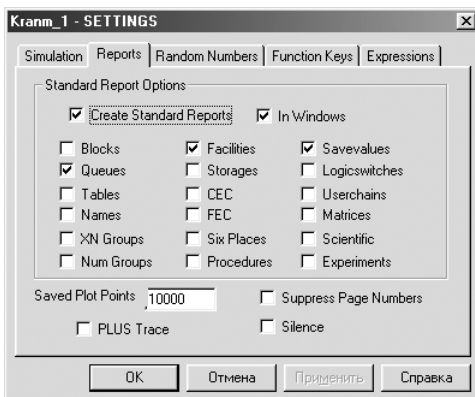 Kranm_1 - SETTINGS
Simulation Reports Random Numbers Function Keys Expressions
Standard Report Options
Create Standard Reports In Windows
Blocks Facilities Savevalues
Queues Storages Logicswitches
Tables CEC Userchains
Names FEC Matrices
XN Groups Six Places Scientific
Num Groups Procedures Experiments
Saved Plot Points 10000 Suppress Page Numbers
PLUS Trace Silence
OK Отмена Применить Справка